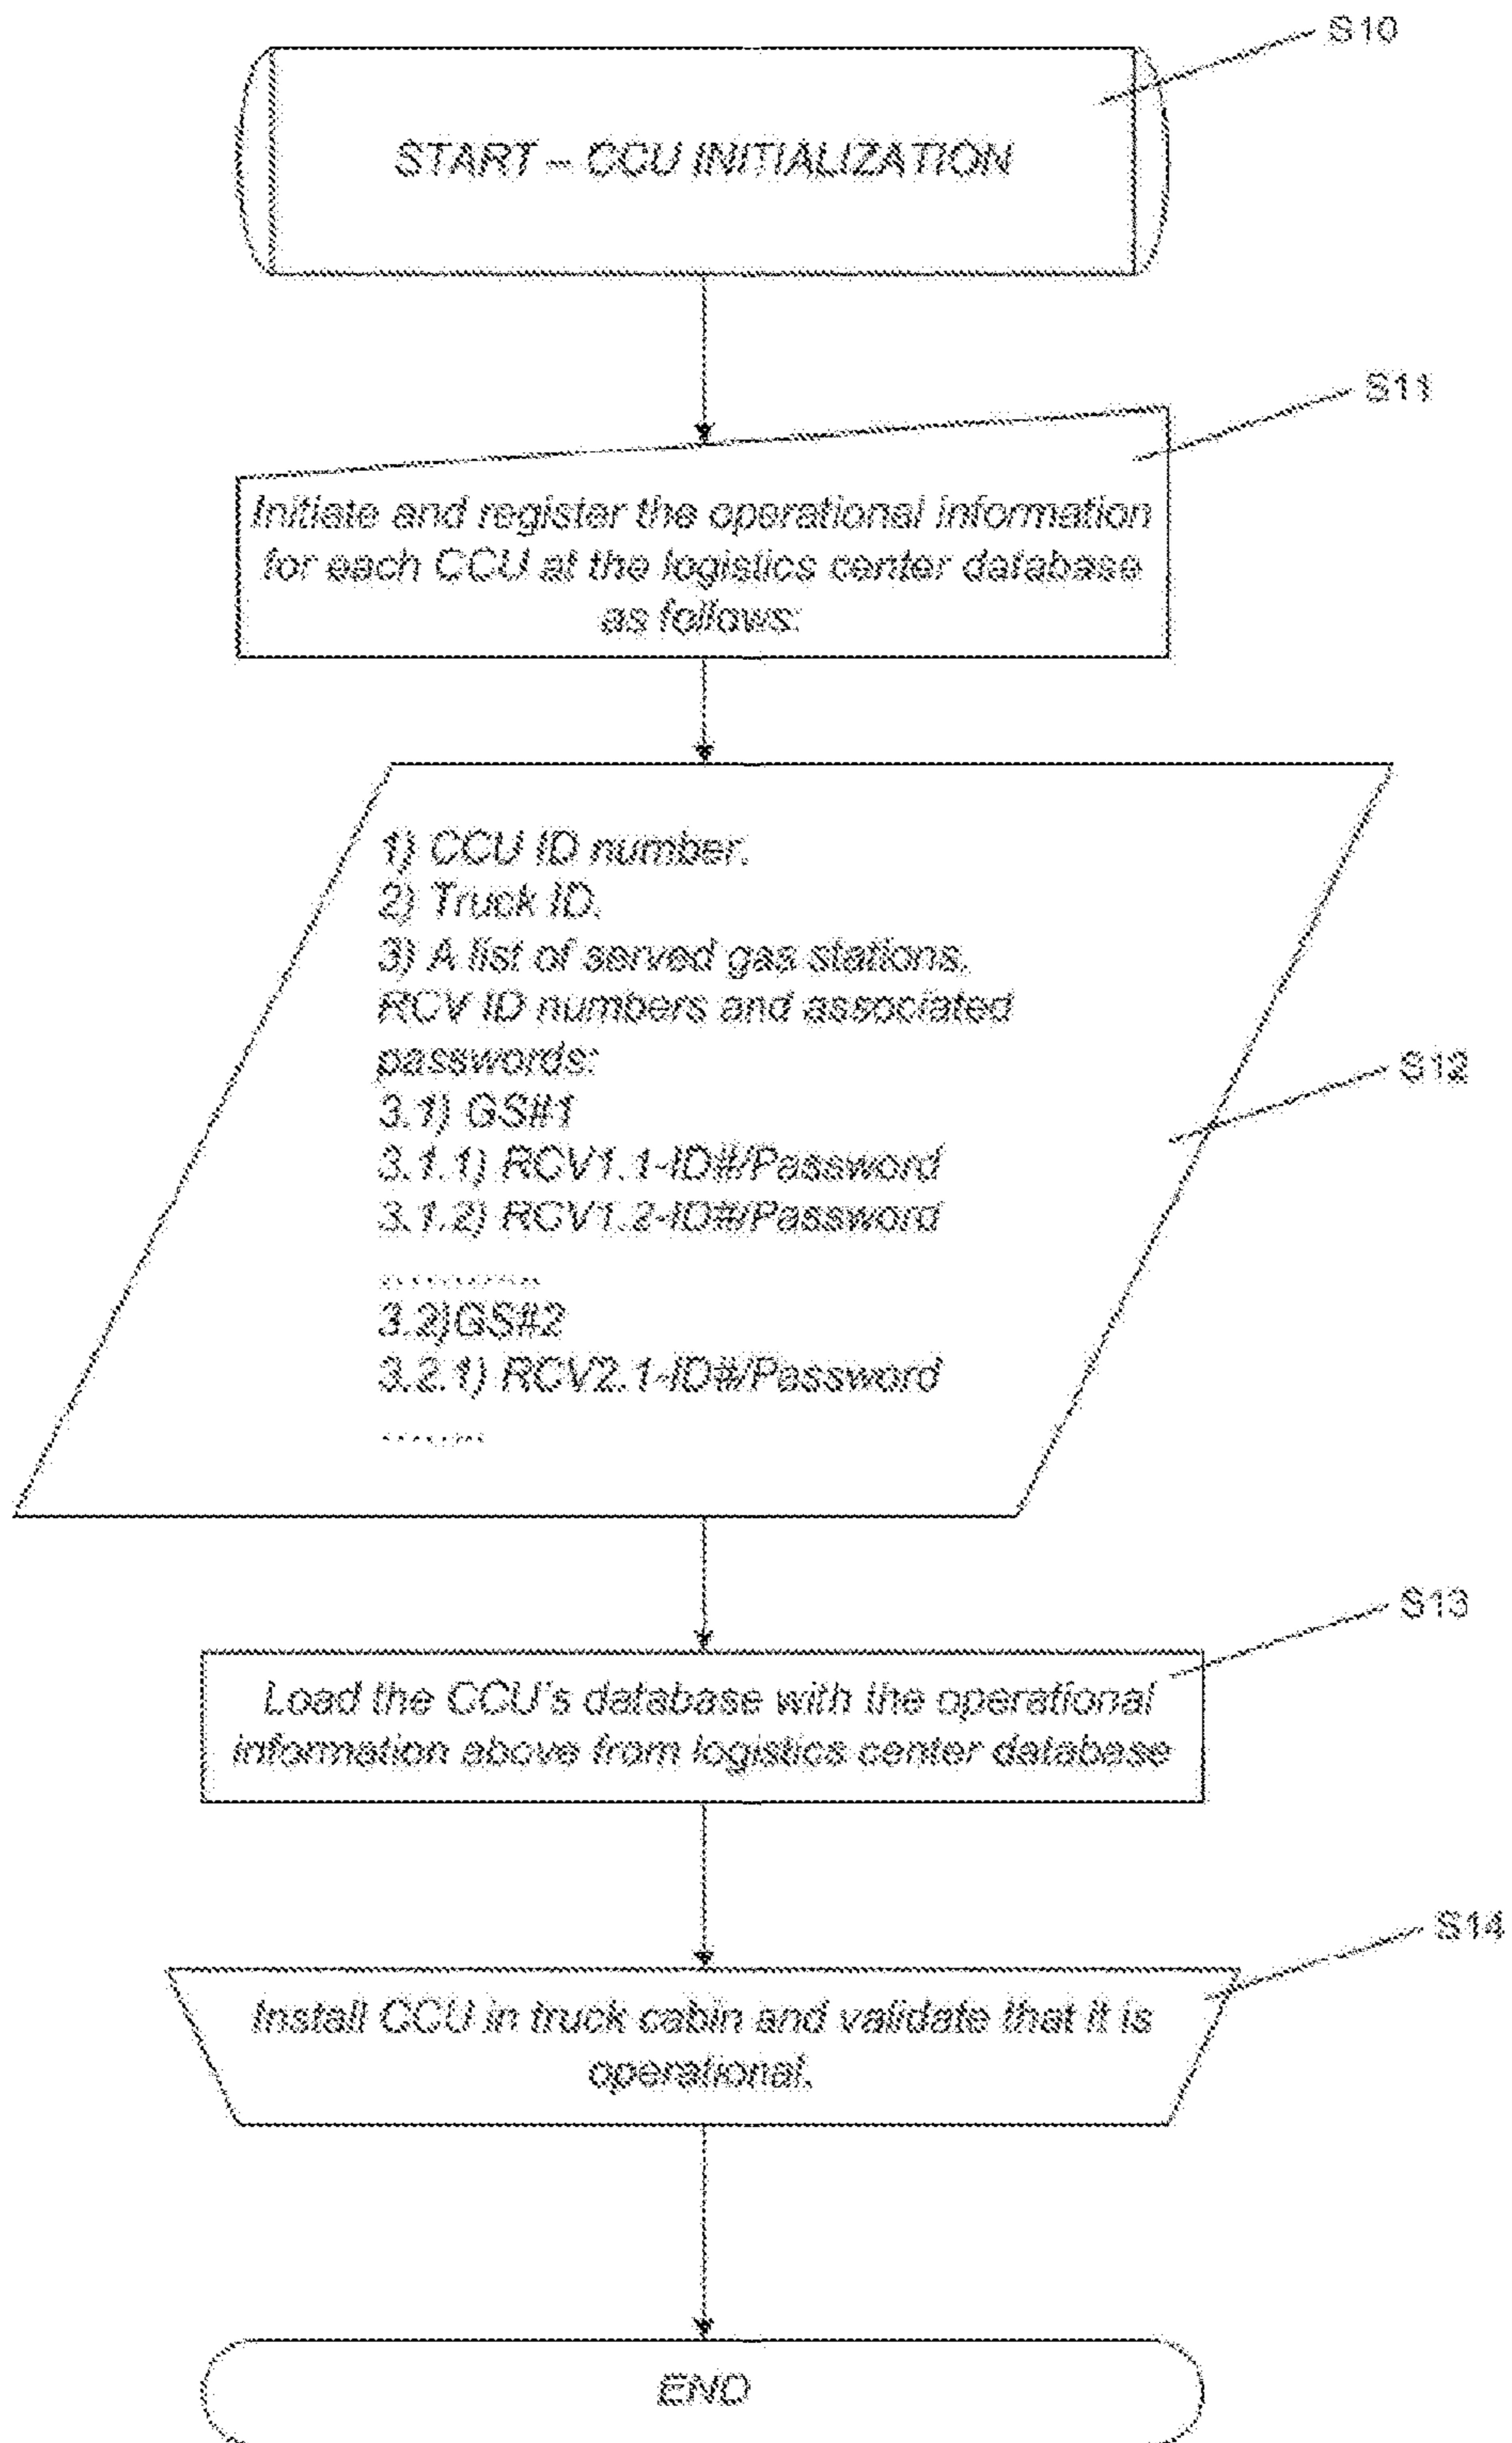 S10
START – CCU INITIALIZATION
S11
Initiate and register the operational information
for each CCU at the logistics center database
as follows:
1) CCU ID number.
2) Truck ID.
3) A list of served gas stations,
RCV ID numbers and associated
passwords:
3.1) GS#1
3.1.1) RCV1.1-ID#/Password
3.1.2) RCV1.2-ID#/Password
............
3.2)GS#2
3.2.1) RCV2.1-ID#/Password
........
S12
S13
Load the CCU's database with the operational
information above from logistics center database
S14
Install CCU in truck cabin and validate that it is
operational.
END